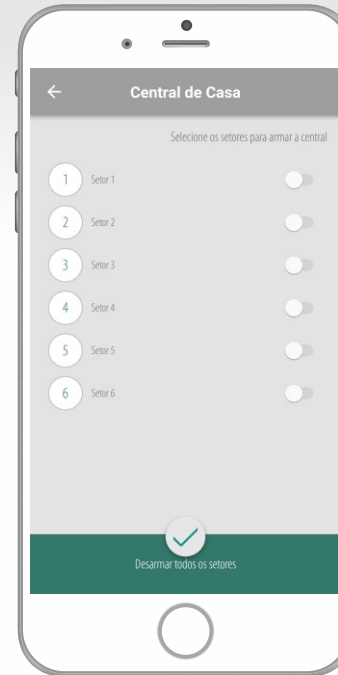 Central de Casa
Selecione os setores para armar a central
1 Setor 1
2 Setor 2
3 Setor 3
4 Setor 4
5 Setor 5
6 Setor 6
Desarmar todos os setores